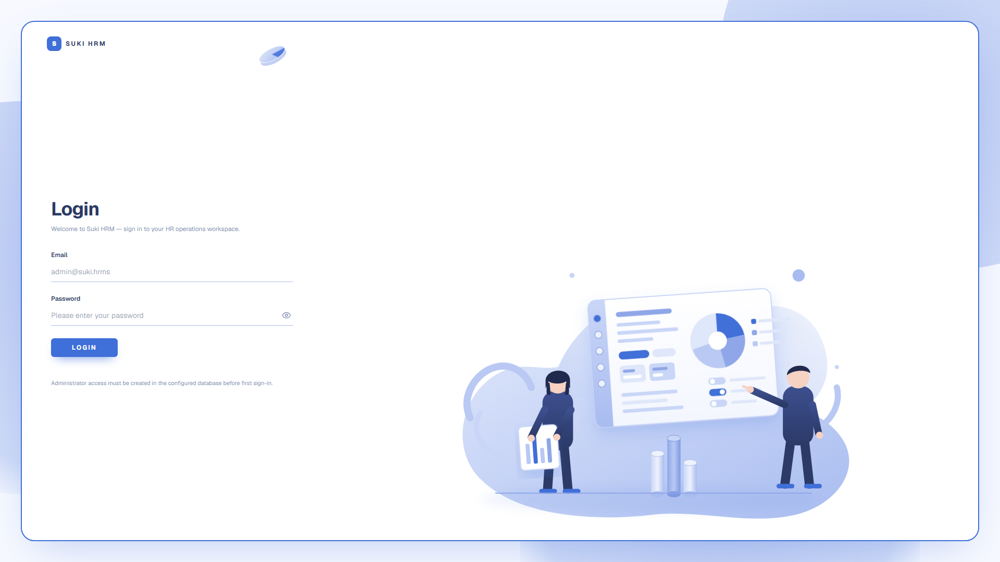 S SUKI HRM
Login
Welcome to Suki HRM — sign in to your HR operations workspace.
Email
admin@suki.hrms
Password
Please enter your password
LOGIN
Administrator access must be created in the configured database before first sign-in.